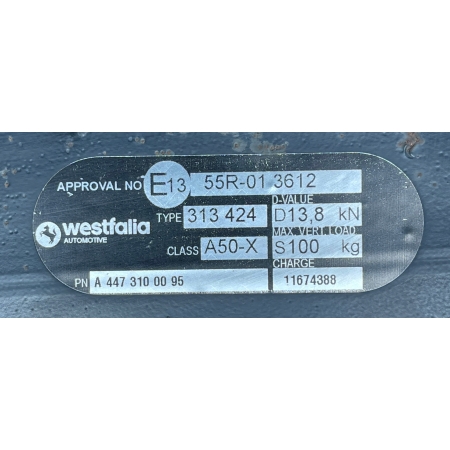 APPROVAL NO E13 55R-01 3612
D-VALUE
TYPE 313 424 D13,8 kN
westfalia
AUTOMOTIVE
MAX VERT LOAD
CLASS A50-X S100 kg
CHARGE
PN A 447 310 00 95 11674388